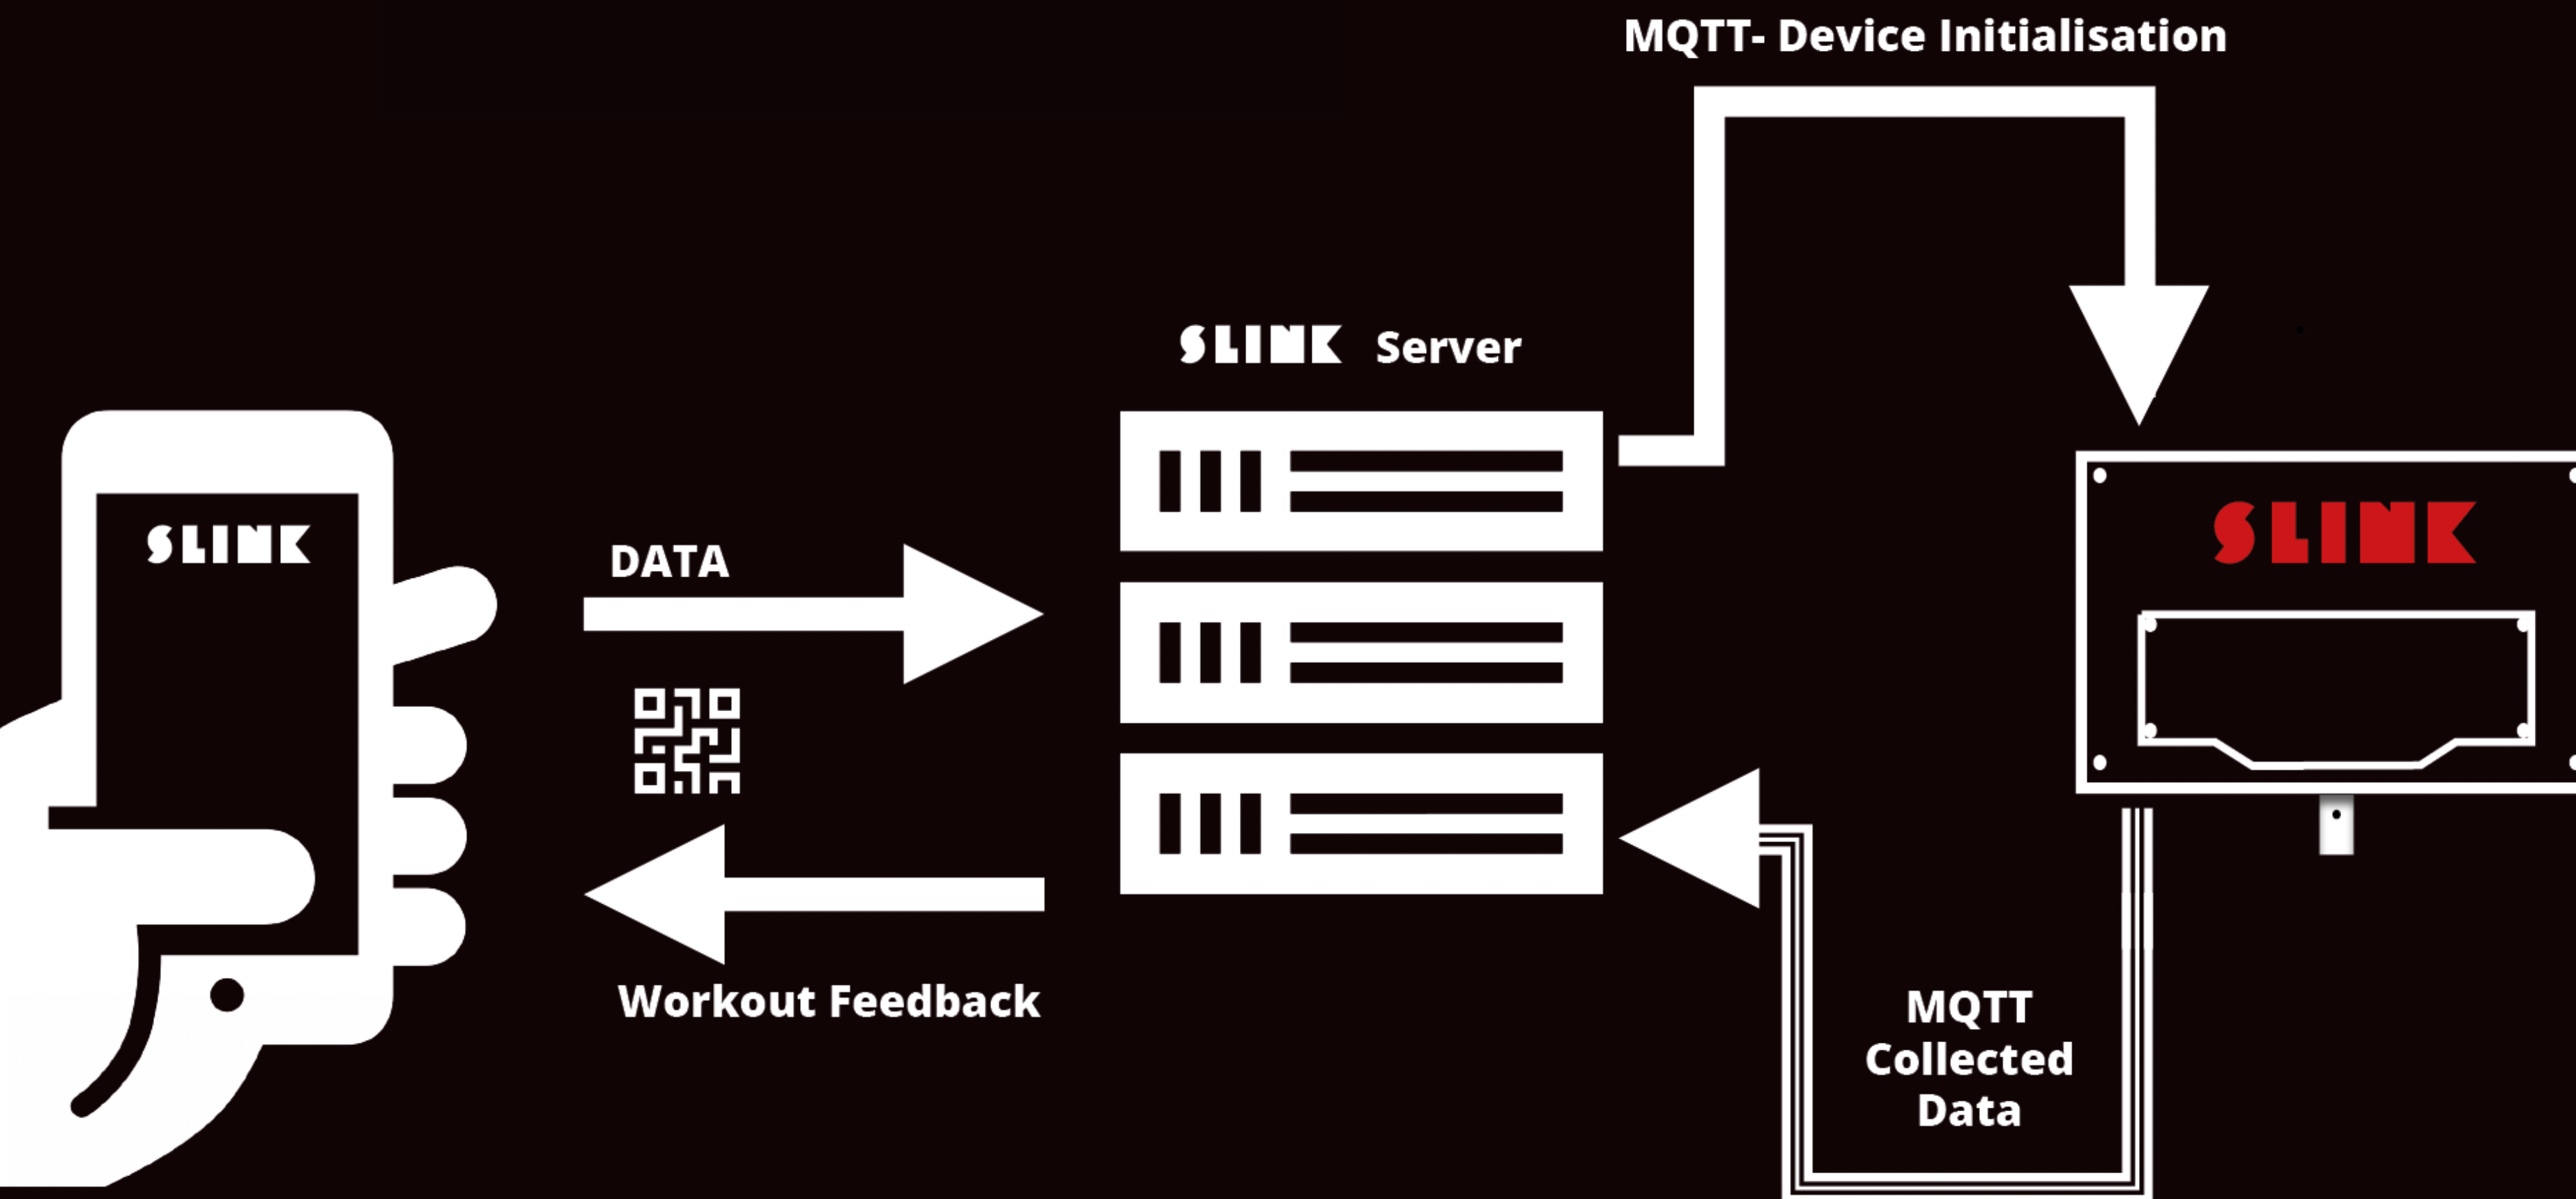 MQTT- Device Initialisation
SLINK Server
SLINK
DATA
SLINK
Workout Feedback
MQTT
Collected
Data